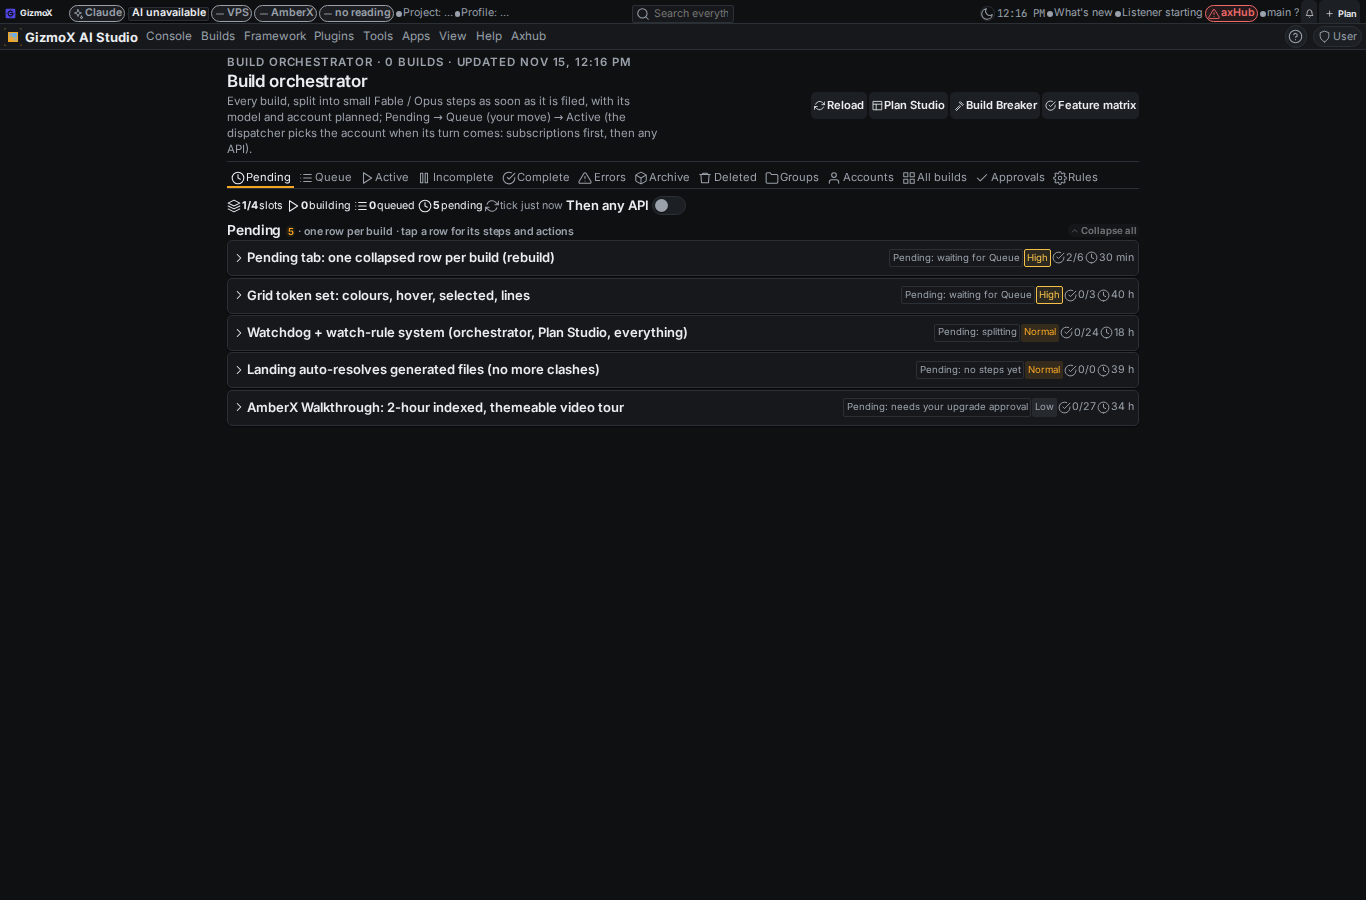 GizmoX Claude AI unavailable VPS AmberX no reading Project: ... Profile: ... Search everyth 12:16 PM What's new Listener starting axHub main ? Plan
GizmoX AI Studio Console Builds Framework Plugins Tools Apps View Help Axhub User
BUILD ORCHESTRATOR · 0 BUILDS · UPDATED NOV 15, 12:16 PM
Build orchestrator
Every build, split into small Fable / Opus steps as soon as it is filed, with its
model and account planned; Pending → Queue (your move) → Active (the
dispatcher picks the account when its turn comes: subscriptions first, then any
API).
Reload Plan Studio Build Breaker Feature matrix
Pending Queue Active Incomplete Complete Errors Archive Deleted Groups Accounts All builds Approvals Rules
1/4 slots 0 building 0 queued 5 pending tick just now Then any API
Pending 5 · one row per build · tap a row for its steps and actions Collapse all
Pending tab: one collapsed row per build (rebuild) Pending: waiting for Queue High 2/6 30 min
Grid token set: colours, hover, selected, lines Pending: waiting for Queue High 0/3 40 h
Watchdog + watch-rule system (orchestrator, Plan Studio, everything) Pending: splitting Normal 0/24 18 h
Landing auto-resolves generated files (no more clashes) Pending: no steps yet Normal 0/0 39 h
AmberX Walkthrough: 2-hour indexed, themeable video tour Pending: needs your upgrade approval Low 0/27 34 h